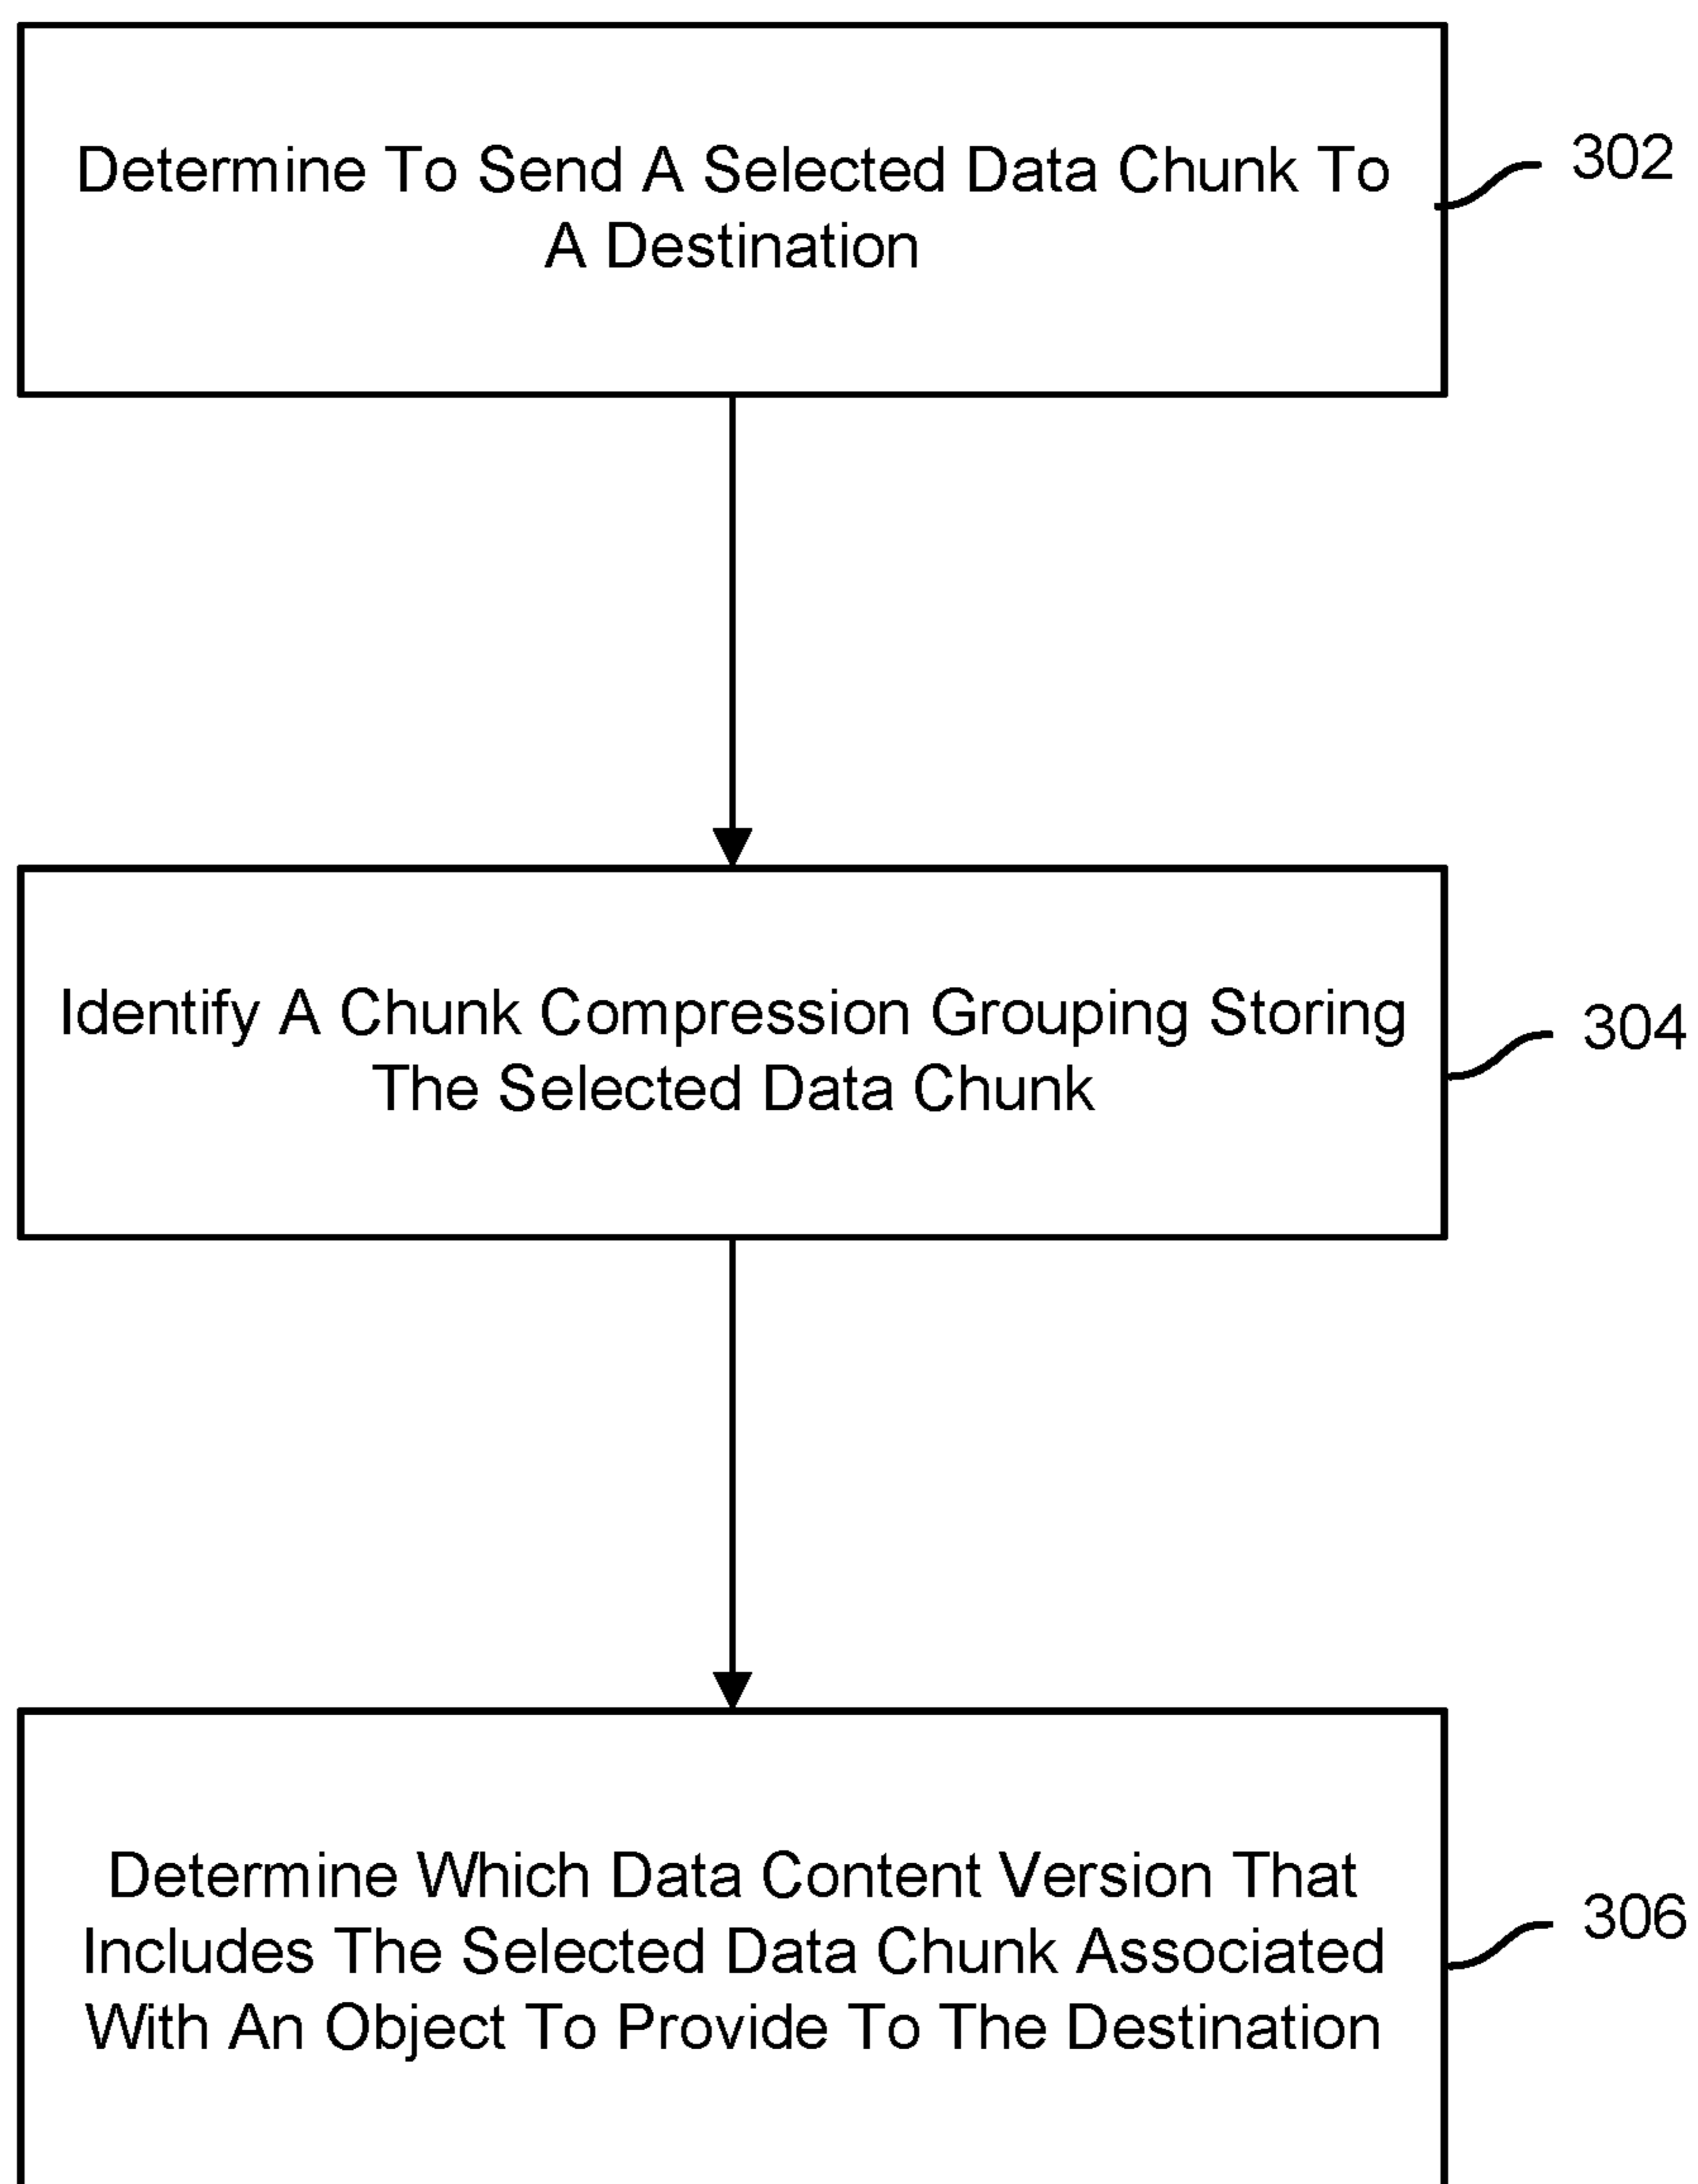 Determine To Send A Selected Data Chunk To
A Destination
302
Identify A Chunk Compression Grouping Storing
The Selected Data Chunk
304
Determine Which Data Content Version That
Includes The Selected Data Chunk Associated
With An Object To Provide To The Destination
306